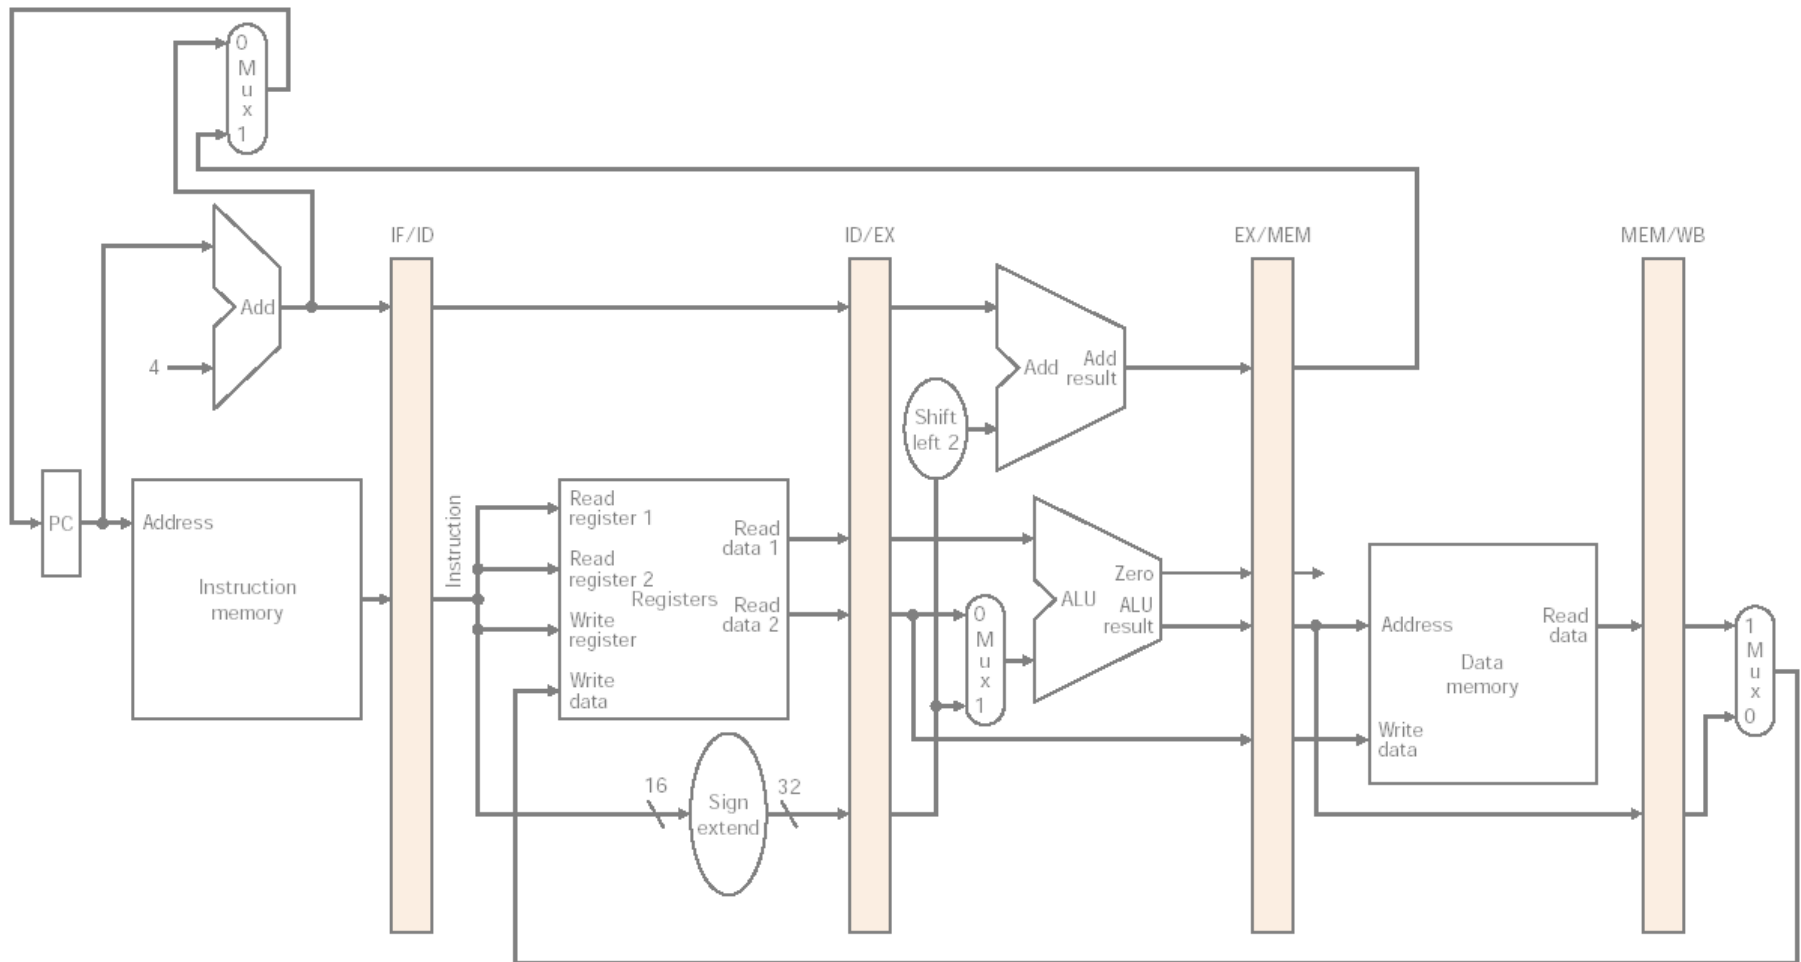 0
M
u
x
1
IF/ID
ID/EX
EX/MEM
MEM/WB
Add
4
Add
Add
result
Shift
left 2
PC
Address
Instruction
memory
Instruction
Read
register 1
Read
register 2
Write
register
Write
data
Registers
Read
data 1
Read
data 2
16
Sign
extend
32
0
M
u
x
1
Zero
ALU
ALU
result
Address
Read
data
Data
memory
Write
data
1
M
u
x
0